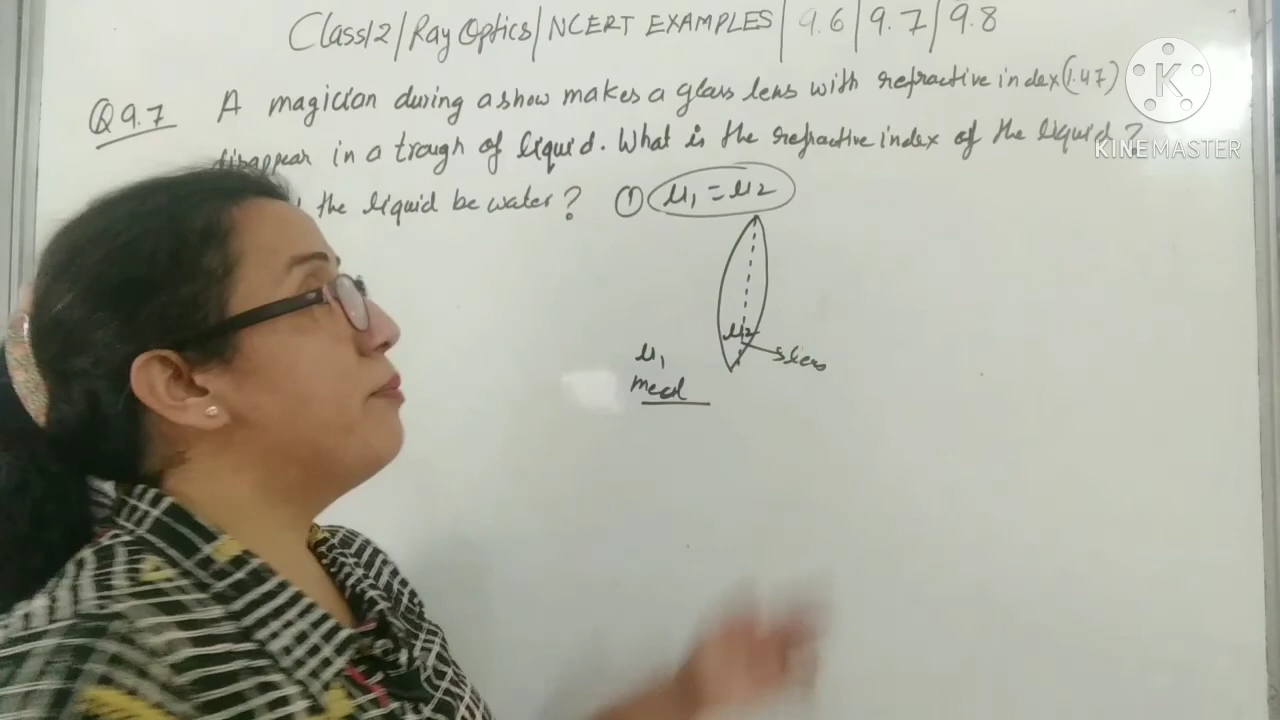 Class12/Ray Optics/NCERT EXAMPLES/9.6/9.7/9.8
Q 9.7 A magician during a show makes a glass lens with refractive index (1.47)
disappear in a trough of liquid. What is the refractive index of the liquid?
the liquid be water? ① μ₁ = μ₂
μ₂
μ₁
med
K
KINEMASTER